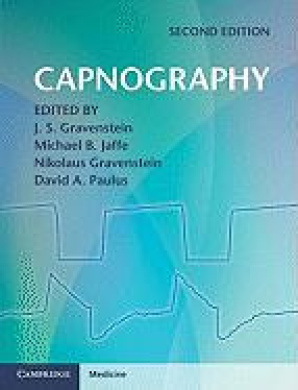 SECOND EDITION
CAPNOGRAPHY
EDITED BY
J. S. Gravenstein
Michael B. Jaffe
Nikolaus Gravenstein
David A. Paulus
CAMBRIDGE Medicine